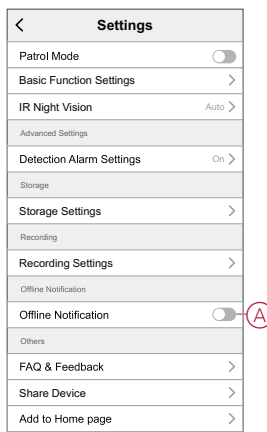 Settings
Patrol Mode
Basic Function Settings
IR Night Vision Auto
Advanced Settings
Detection Alarm Settings On
Storage
Storage Settings
Recording
Recording Settings
Offline Notification
Offline Notification A
Others
FAQ & Feedback
Share Device
Add to Home page